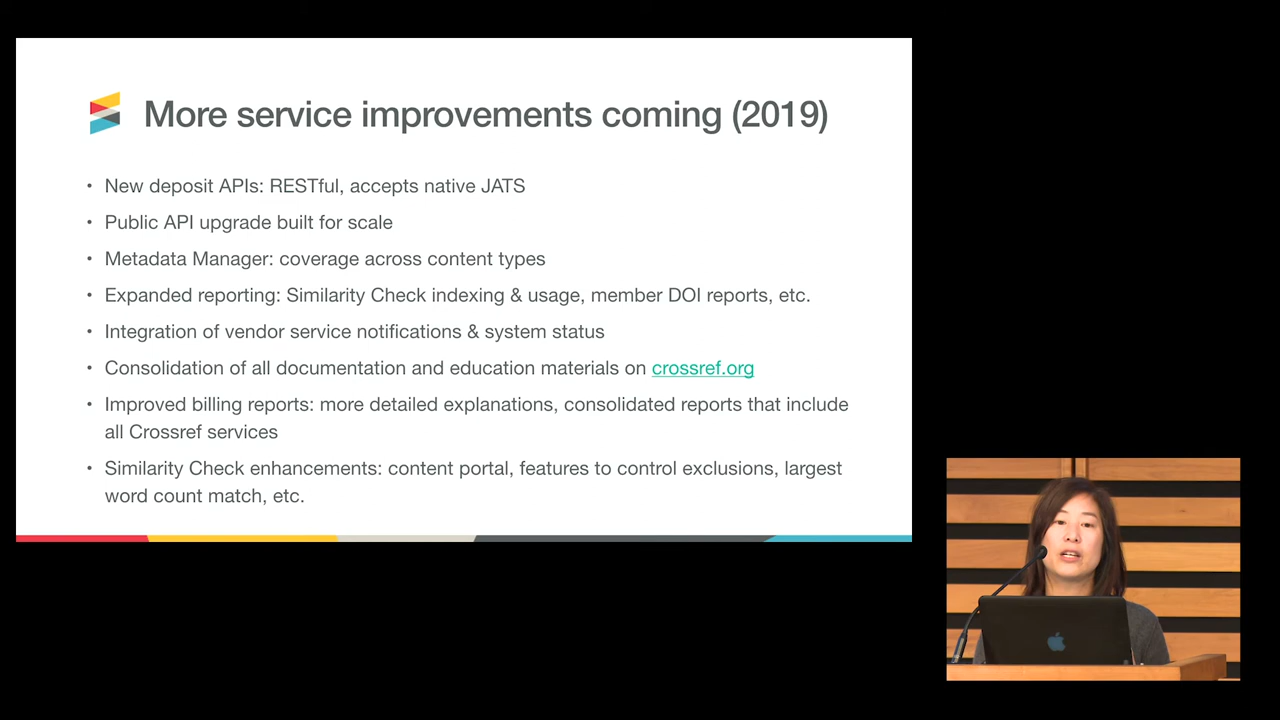 More service improvements coming (2019)
• New deposit APIs: RESTful, accepts native JATS
• Public API upgrade built for scale
• Metadata Manager: coverage across content types
• Expanded reporting: Similarity Check indexing & usage, member DOI reports, etc.
• Integration of vendor service notifications & system status
• Consolidation of all documentation and education materials on crossref.org
• Improved billing reports: more detailed explanations, consolidated reports that include
all Crossref services
• Similarity Check enhancements: content portal, features to control exclusions, largest
word count match, etc.